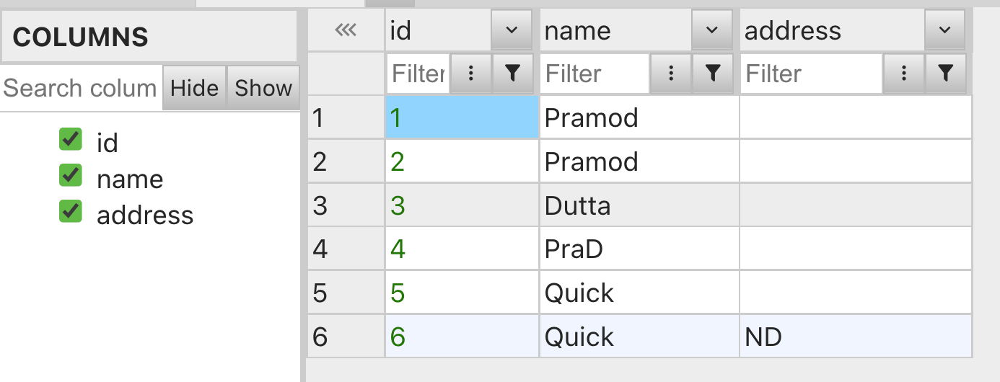 COLUMNS
Search colum Hide Show
id
name
address
id name address
Filter Filter Filter
1 1 Pramod
2 2 Pramod
3 3 Dutta
4 4 PraD
5 5 Quick
6 6 Quick ND